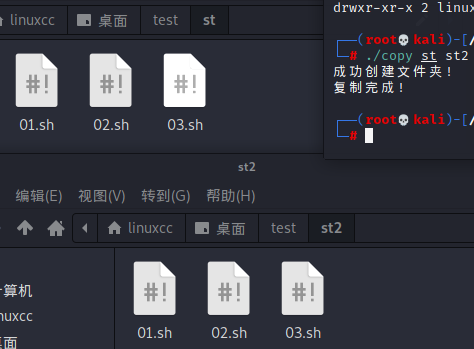 linuxcc 桌面 test st
01.sh 02.sh 03.sh
drwxr-xr-x 2 linux
(root💀kali)-[/
# ./copy st st2
成功创建文件夹!
复制完成!
(root💀kali)-[/
#
st2
编辑(E) 视图(V) 转到(G) 帮助(H)
linuxcc 桌面 test st2
计算机
linuxcc
桌面
01.sh 02.sh 03.sh